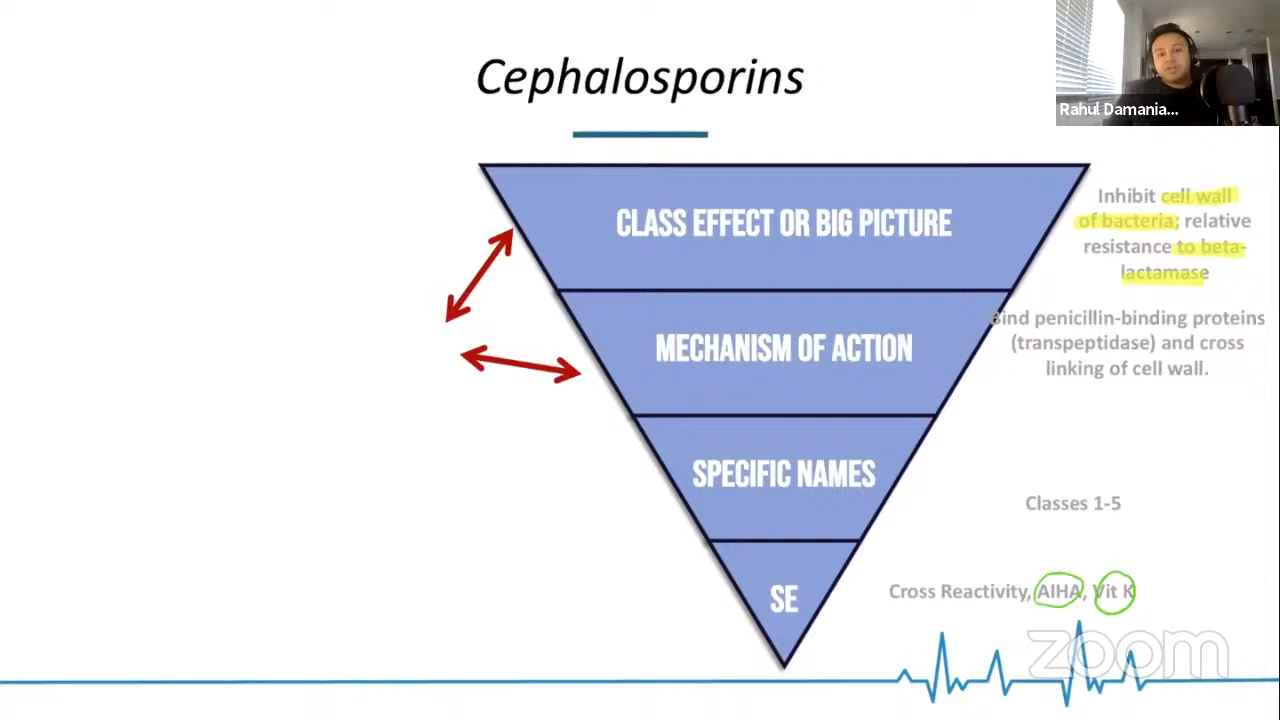 Cephalosporins
Rahul Damania...
CLASS EFFECT OR BIG PICTURE
Inhibit cell wall
of bacteria; relative
resistance to beta-
lactamase
MECHANISM OF ACTION
Bind penicillin-binding proteins
(transpeptidase) and cross
linking of cell wall.
SPECIFIC NAMES
Classes 1-5
SE
Cross Reactivity, AIHA, Vit K
zoom